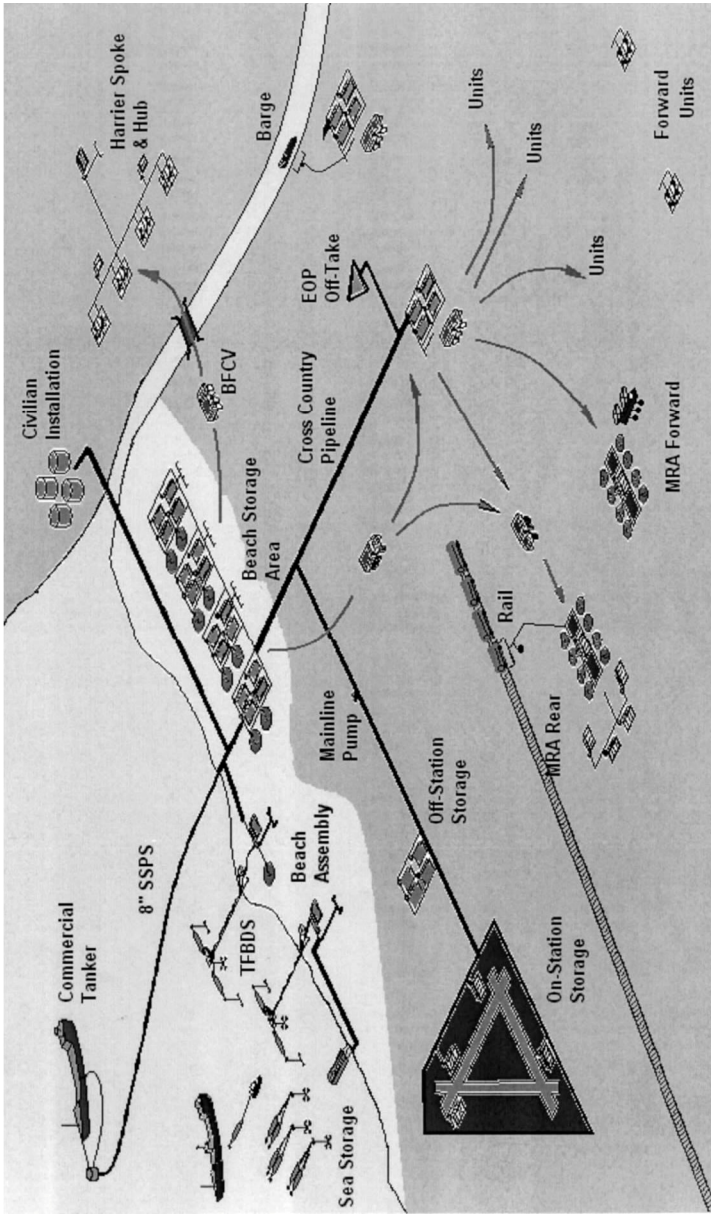 Commercial
Tanker
8" SSPS
Civilian
Installation
Harrier Spoke
& Hub
Sea Storage
TFBDS
Beach
Assembly
Beach Storage
Area
BFCV
Barge
Mainline
Pump
Cross Country
Pipeline
EOP
Off-Take
Off-Station
Storage
On-Station
Storage
Rail
MRA Rear
MRA Forward
Units
Units
Units
Forward
Units